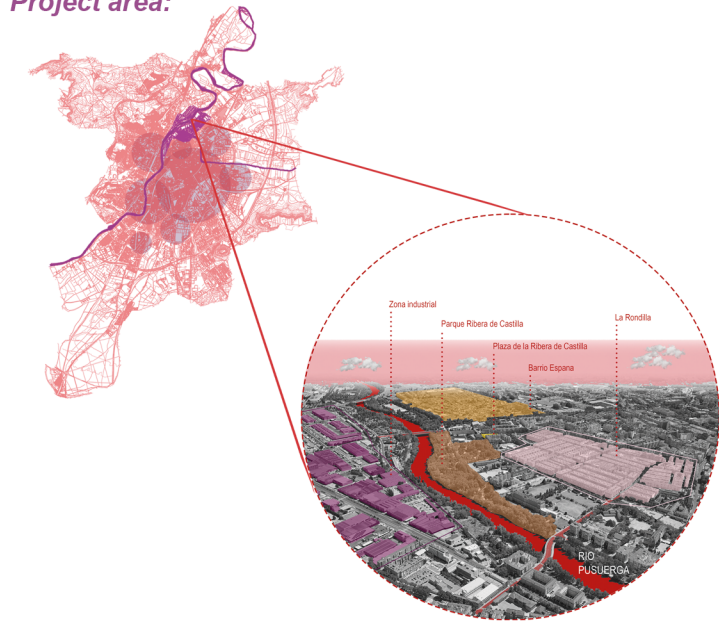 Project area:
Zona industrial
Parque Ribera de Castilla
La Rondilla
Plaza de la Ribera de Castilla
Barrio Espana
RIO
PUSUERGA